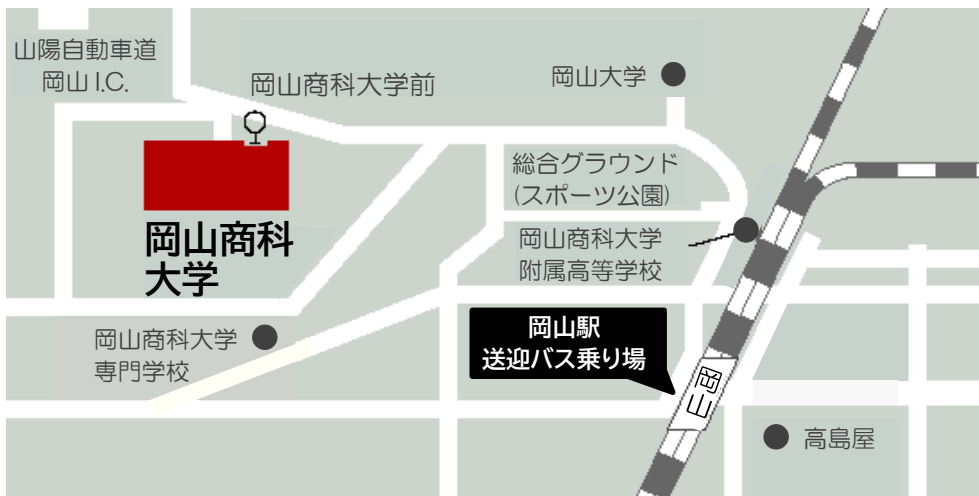 山陽自動車道
岡山 I.C.
岡山商科大学前
岡山大学
総合グラウンド
(スポーツ公園)
岡山商科
大学
岡山商科大学
附属高等学校
岡山商科大学
専門学校
岡山駅
送迎バス乗り場
岡山
高島屋